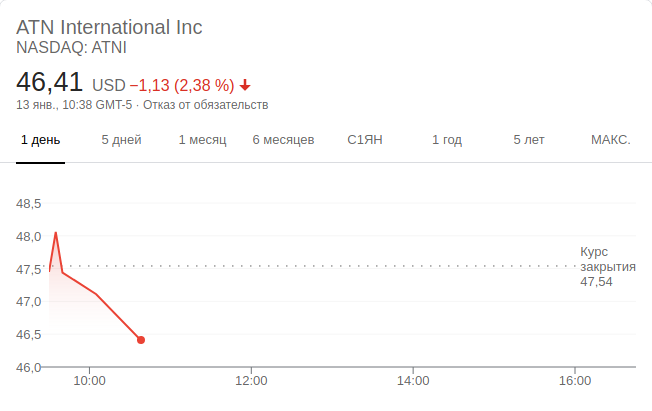 ATN International Inc
NASDAQ: ATNI
46,41 USD −1,13 (2,38 %)
13 янв., 10:38 GMT-5 · Отказ от обязательств
1 день 5 дней 1 месяц 6 месяцев С1ЯН 1 год 5 лет МАКС.
48,5
48,0
47,5
47,0
46,5
46,0
Курс
закрытия
47,54
10:00 12:00 14:00 16:00